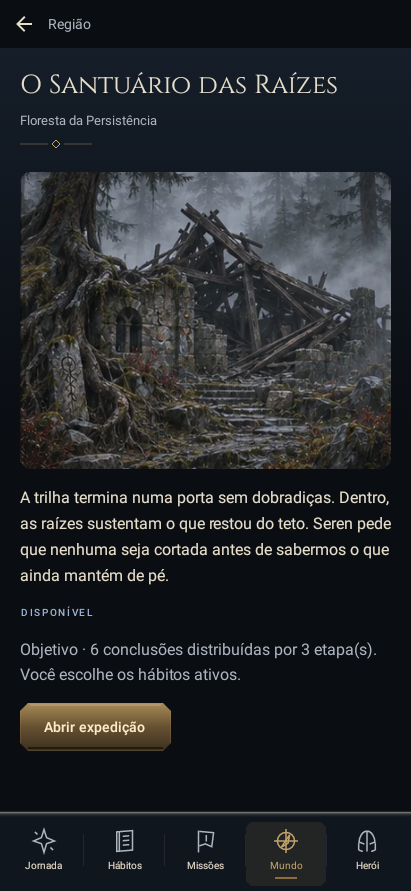 Região
O Santuário das Raízes
Floresta da Persistência
A trilha termina numa porta sem dobradiças. Dentro,
as raízes sustentam o que restou do teto. Seren pede
que nenhuma seja cortada antes de sabermos o que
ainda mantém de pé.
DISPONÍVEL
Objetivo · 6 conclusões distribuídas por 3 etapa(s).
Você escolhe os hábitos ativos.
Abrir expedição
Jornada
Hábitos
Missões
Mundo
Herói